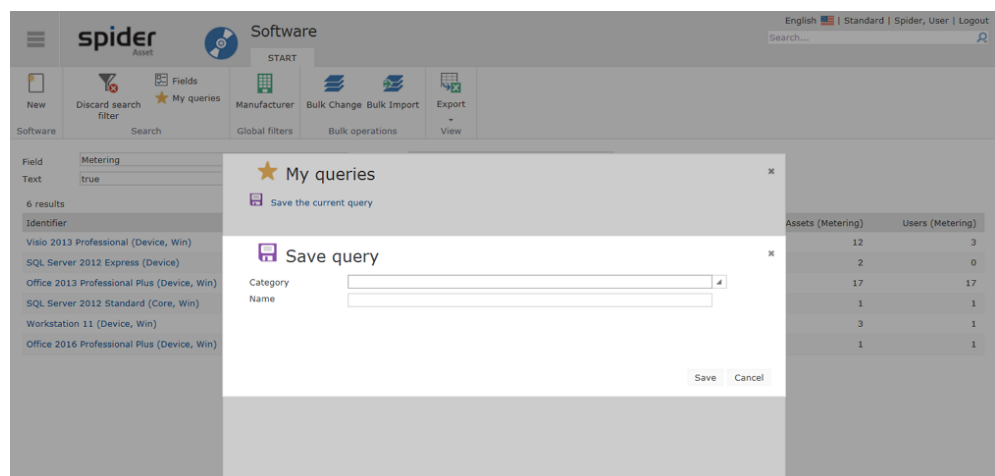 English | Standard | Spider, User | Logout
spider
Asset
Software
Search...
START
New
Discard search filter
Fields
My queries
Manufacturer
Bulk Change
Bulk Import
Export
Software
Search
Global filters
Bulk operations
View
Field Metering
Text true
6 results
Identifier Assets (Metering) Users (Metering)
Visio 2013 Professional (Device, Win) 12 3
SQL Server 2012 Express (Device) 2 0
Office 2013 Professional Plus (Device, Win) 17 17
SQL Server 2012 Standard (Core, Win) 1 1
Workstation 11 (Device, Win) 3 1
Office 2016 Professional Plus (Device, Win) 1 1
My queries
Save the current query
Save query
Category
Name
Save Cancel